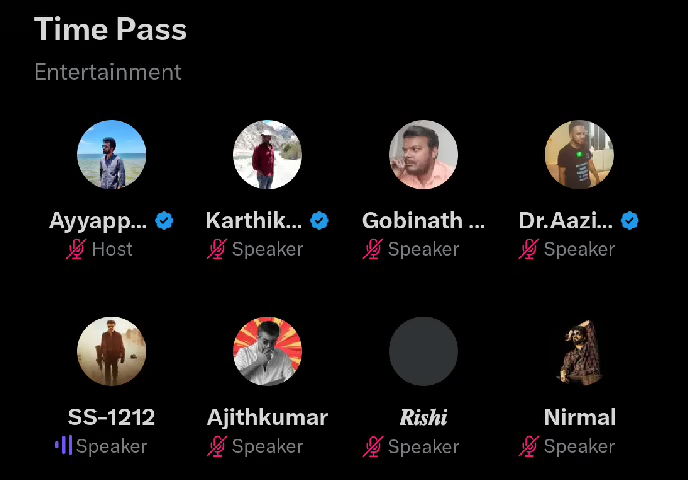 Time Pass
Entertainment
Ayyapp... Karthik... Gobinath ... Dr.Aazi...
Host Speaker Speaker Speaker
SS-1212 Ajithkumar Rishi Nirmal
Speaker Speaker Speaker Speaker